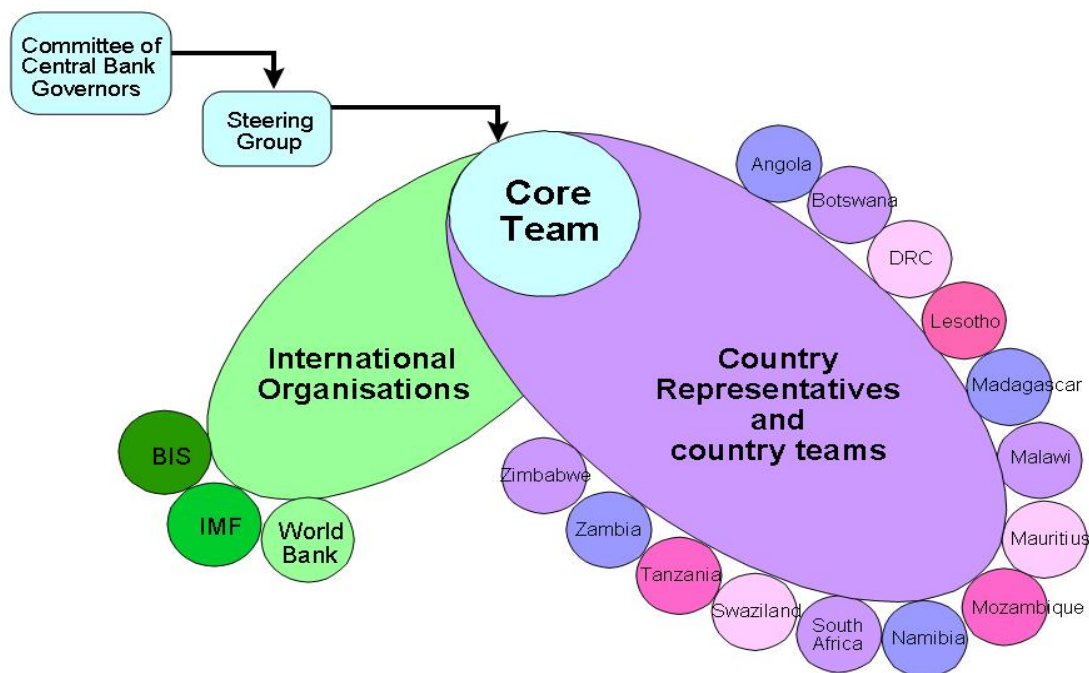 Committee of
Central Bank
Governors
Steering
Group
Core
Team
International
Organisations
Country
Representatives
and
country teams
BIS
IMF
World
Bank
Angola
Botswana
DRC
Lesotho
Madagascar
Malawi
Mauritius
Mozambique
Namibia
South
Africa
Swaziland
Tanzania
Zambia
Zimbabwe